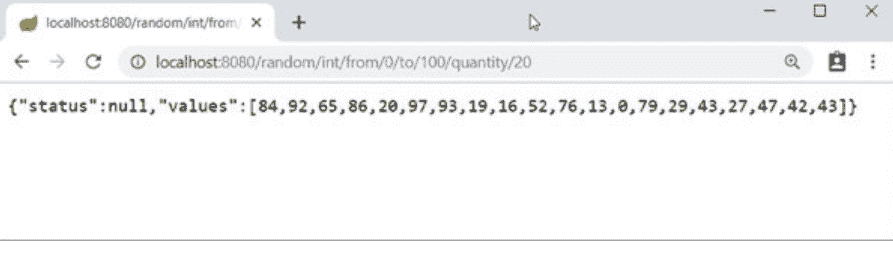 localhost:8080/random/int/from/
localhost:8080/random/int/from/0/to/100/quantity/20
{"status":null,"values":[84,92,65,86,20,97,93,19,16,52,76,13,0,79,29,43,27,47,42,43]}